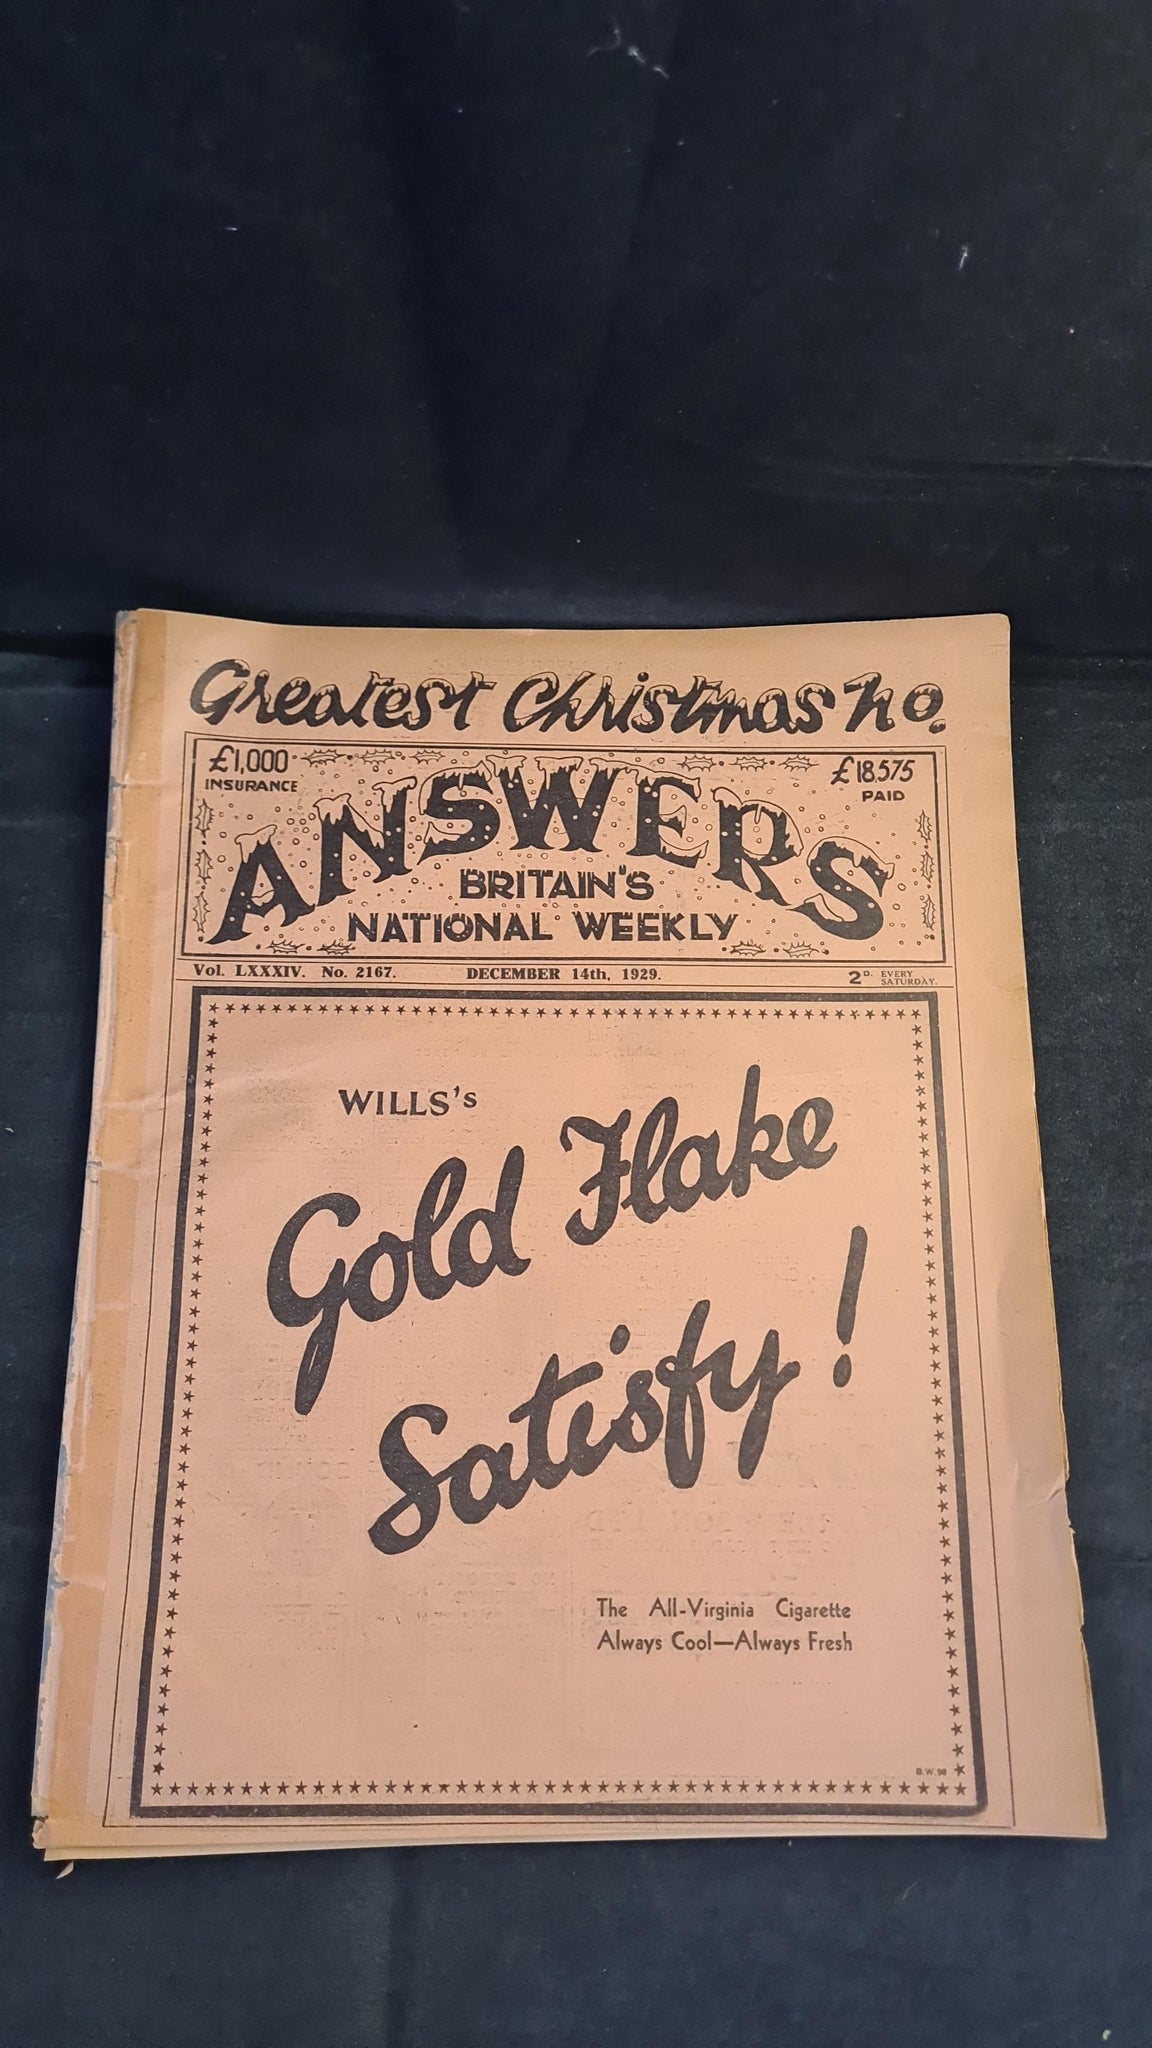 Greatest Christmas No.
£1,000 INSURANCE
£18,575 PAID
ANSWERS
BRITAIN'S
NATIONAL WEEKLY
Vol. LXXXIV. No. 2167. DECEMBER 14th, 1929. 2D. EVERY SATURDAY.
WILLS's
Gold Flake
Satisfy!
The All-Virginia Cigarette
Always Cool—Always Fresh